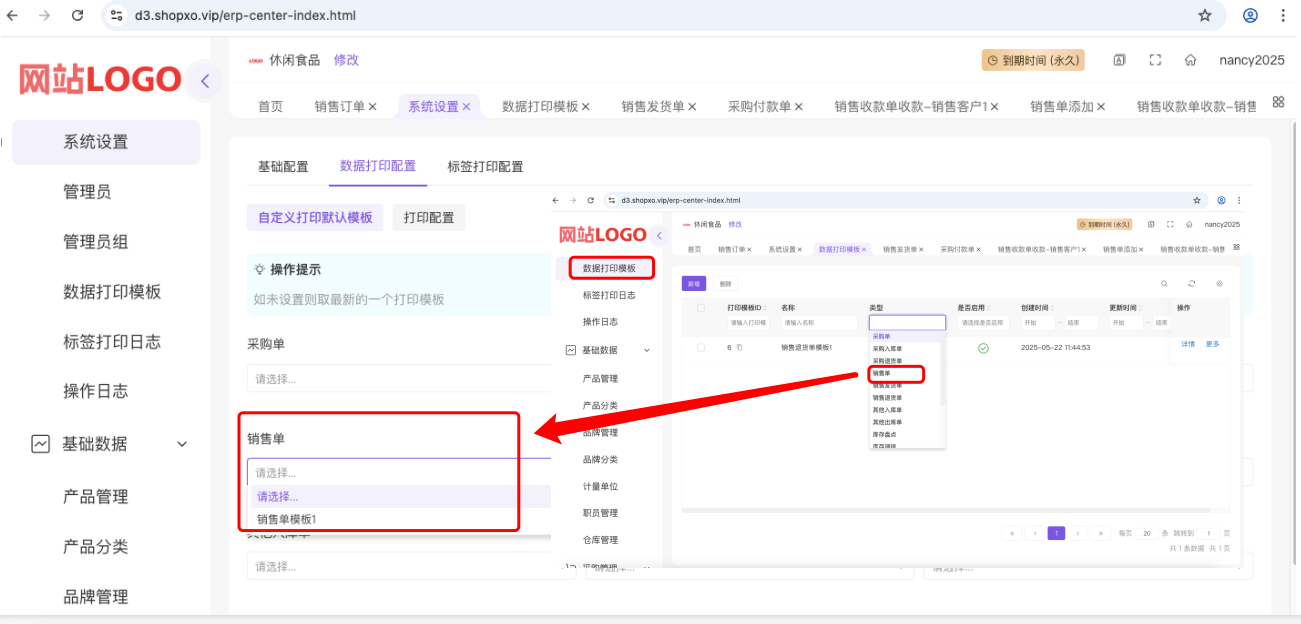 d3.shopxo.vip/erp-center-index.html
网站LOGO
LOGO 休闲食品 修改
到期时间 (永久)
nancy2025
首页 销售订单× 系统设置× 数据打印模板× 销售发货单× 采购付款单× 销售收款单收款-销售客户1× 销售单添加× 销售收款单收款-销售
系统设置
管理员
管理员组
数据打印模板
标签打印日志
操作日志
基础数据
产品管理
产品分类
品牌管理
基础配置 数据打印配置 标签打印配置
自定义打印默认模板 打印配置
操作提示
如未设置则取最新的一个打印模板
采购单
请选择...
销售单
请选择...
请选择...
销售单模板1
请选择...
d3.shopxo.vip/erp-center-index.html
网站LOGO
休闲食品 修改
到期时间 (永久)
nancy2025
首页 销售订单× 系统设置× 数据打印模板× 销售发货单× 采购付款单× 销售收款单收款-销售客户1× 销售单添加× 销售收款单收款-销售
数据打印模板
标签打印日志
操作日志
基础数据
产品管理
产品分类
品牌管理
品牌分类
计量单位
职员管理
仓库管理
采购管理
新增 删除
打印模板ID 名称 类型 是否启用 创建时间 更新时间 操作
请输入打印模 请输入名称 请选择是否启用 开始 - 结束 开始 - 结束
6 销售退货单模板1 2025-05-22 11:44:53 详情 更多
采购单
采购入库单
采购退货单
销售单
销售发货单
销售退货单
其他入库单
其他出库单
库存盘点
« ‹ 1 › » 每页 20 条 跳转到 1 页
共 1 条数据 共 1 页